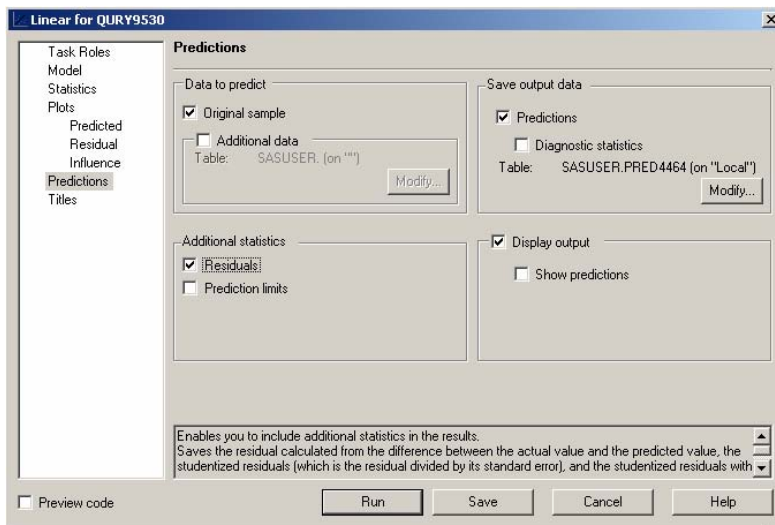 Linear for QURY9530
Task Roles
Model
Statistics
Plots
Predicted
Residual
Influence
Predictions
Titles
Predictions
Data to predict
Original sample
Additional data
Table: SASUSER. (on "")
Modify...
Save output data
Predictions
Diagnostic statistics
Table: SASUSER.PRED4464 (on "Local")
Modify...
Additional statistics
Residuals
Prediction limits
Display output
Show predictions
Enables you to include additional statistics in the results.
Saves the residual calculated from the difference between the actual value and the predicted value, the
studentized residuals (which is the residual divided by its standard error), and the studentized residuals with
Preview code
Run
Save
Cancel
Help